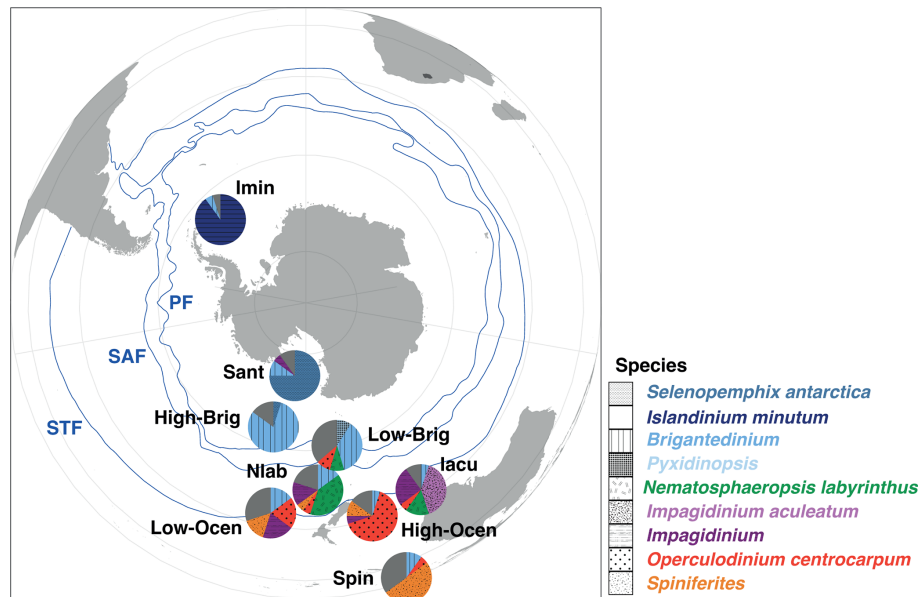 Imin
PF
SAF
Sant
STF
High-Brig
Low-Brig
Nlab
Iacu
Low-Ocen
High-Ocen
Spin
Species
Selenopemphix antarctica
Islandinium minutum
Brigantedinium
Pyxidinopsis
Nematosphaeropsis labyrinthus
Impagidinium aculeatum
Impagidinium
Operculodinium centrocarpum
Spiniferites